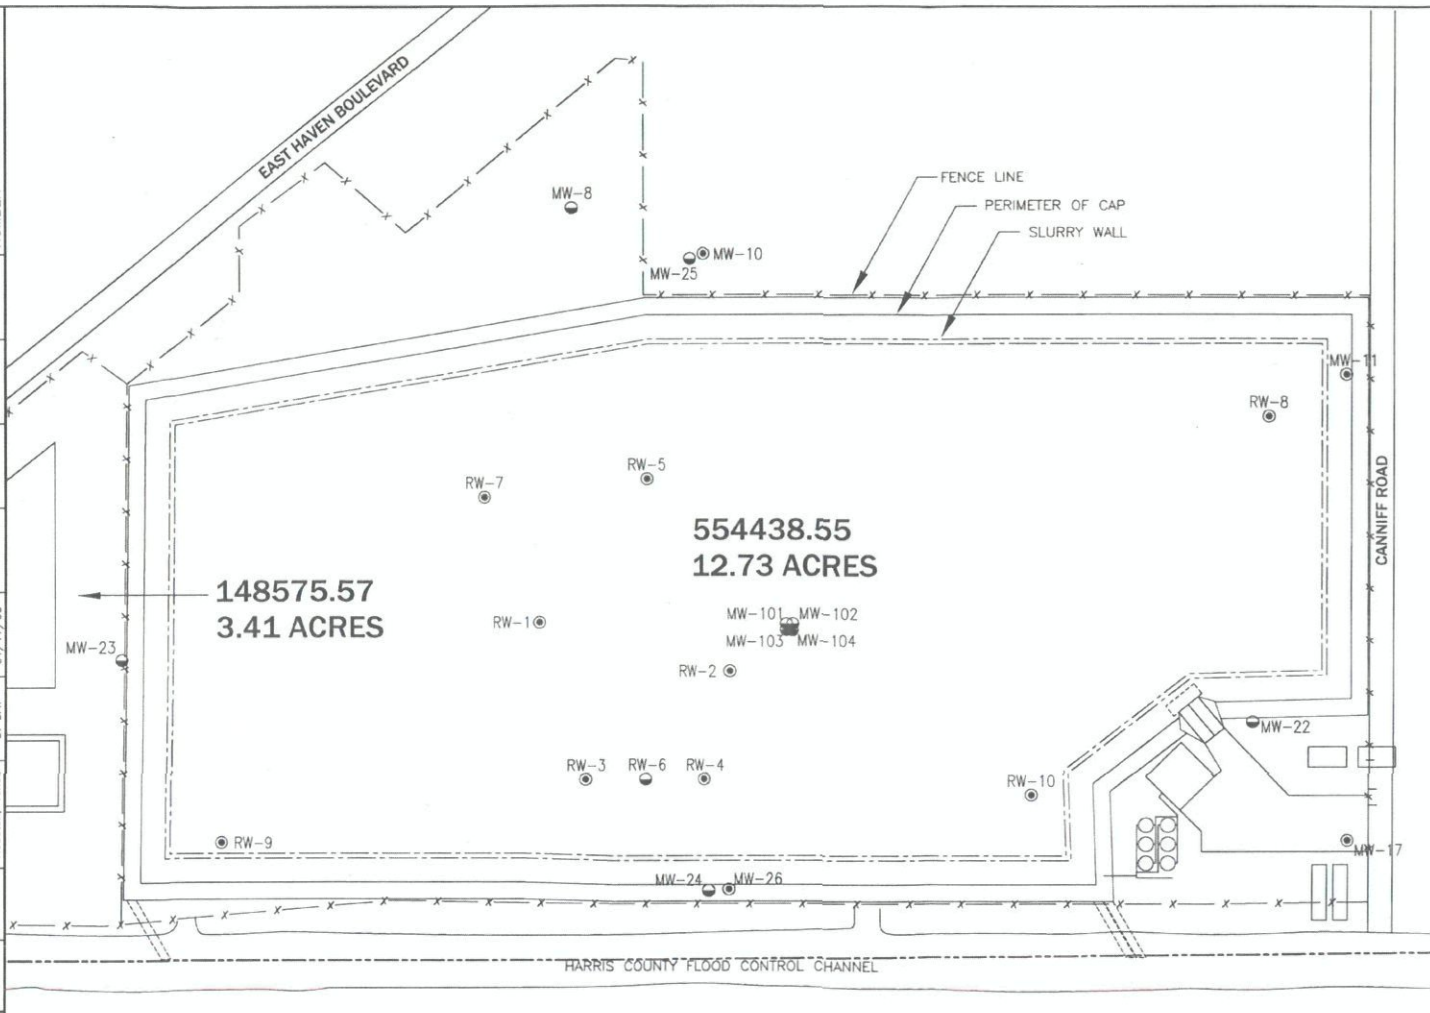 EAST HAVEN BOULEVARD
MW-8
FENCE LINE
PERIMETER OF CAP
SLURRY WALL
MW-10
MW-25
MW-11
RW-8
RW-5
RW-7
CANNIFF ROAD
554438.55
12.73 ACRES
148575.57
3.41 ACRES
MW-101 MW-102
MW-103 MW-104
RW-1
MW-23
RW-2
MW-22
RW-3
RW-6
RW-4
RW-10
RW-9
MW-17
MW-24
MW-26
HARRIS COUNTY FLOOD CONTROL CHANNEL